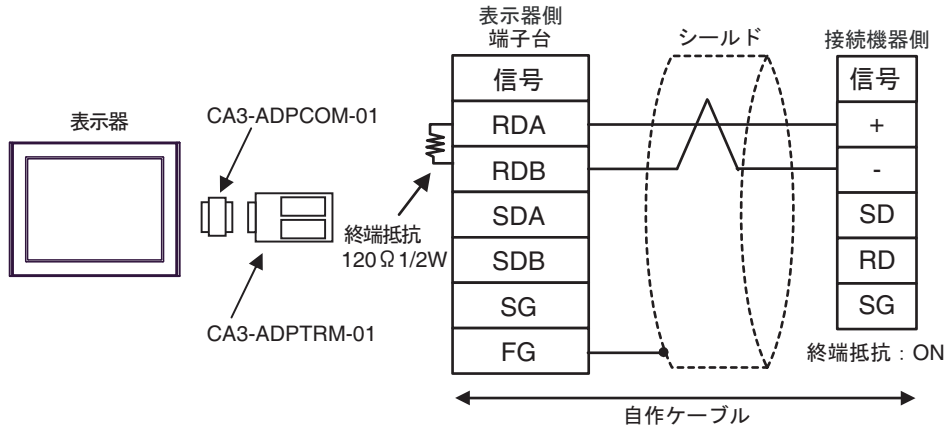 表示器
CA3-ADPCOM-01
CA3-ADPTRM-01
終端抵抗
120Ω 1/2W
表示器側
端子台
信号
RDA
RDB
SDA
SDB
SG
FG
シールド
接続機器側
信号
+
-
SD
RD
SG
終端抵抗：ON
自作ケーブル